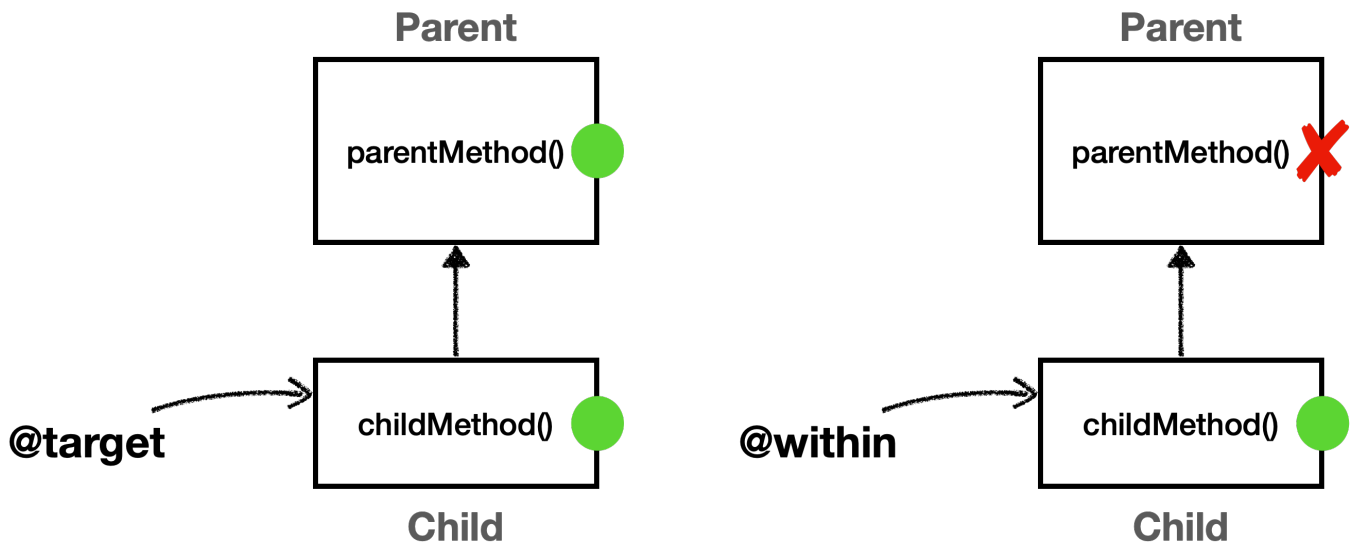 Parent
parentMethod()
@target
childMethod()
Child
Parent
parentMethod()
@within
childMethod()
Child